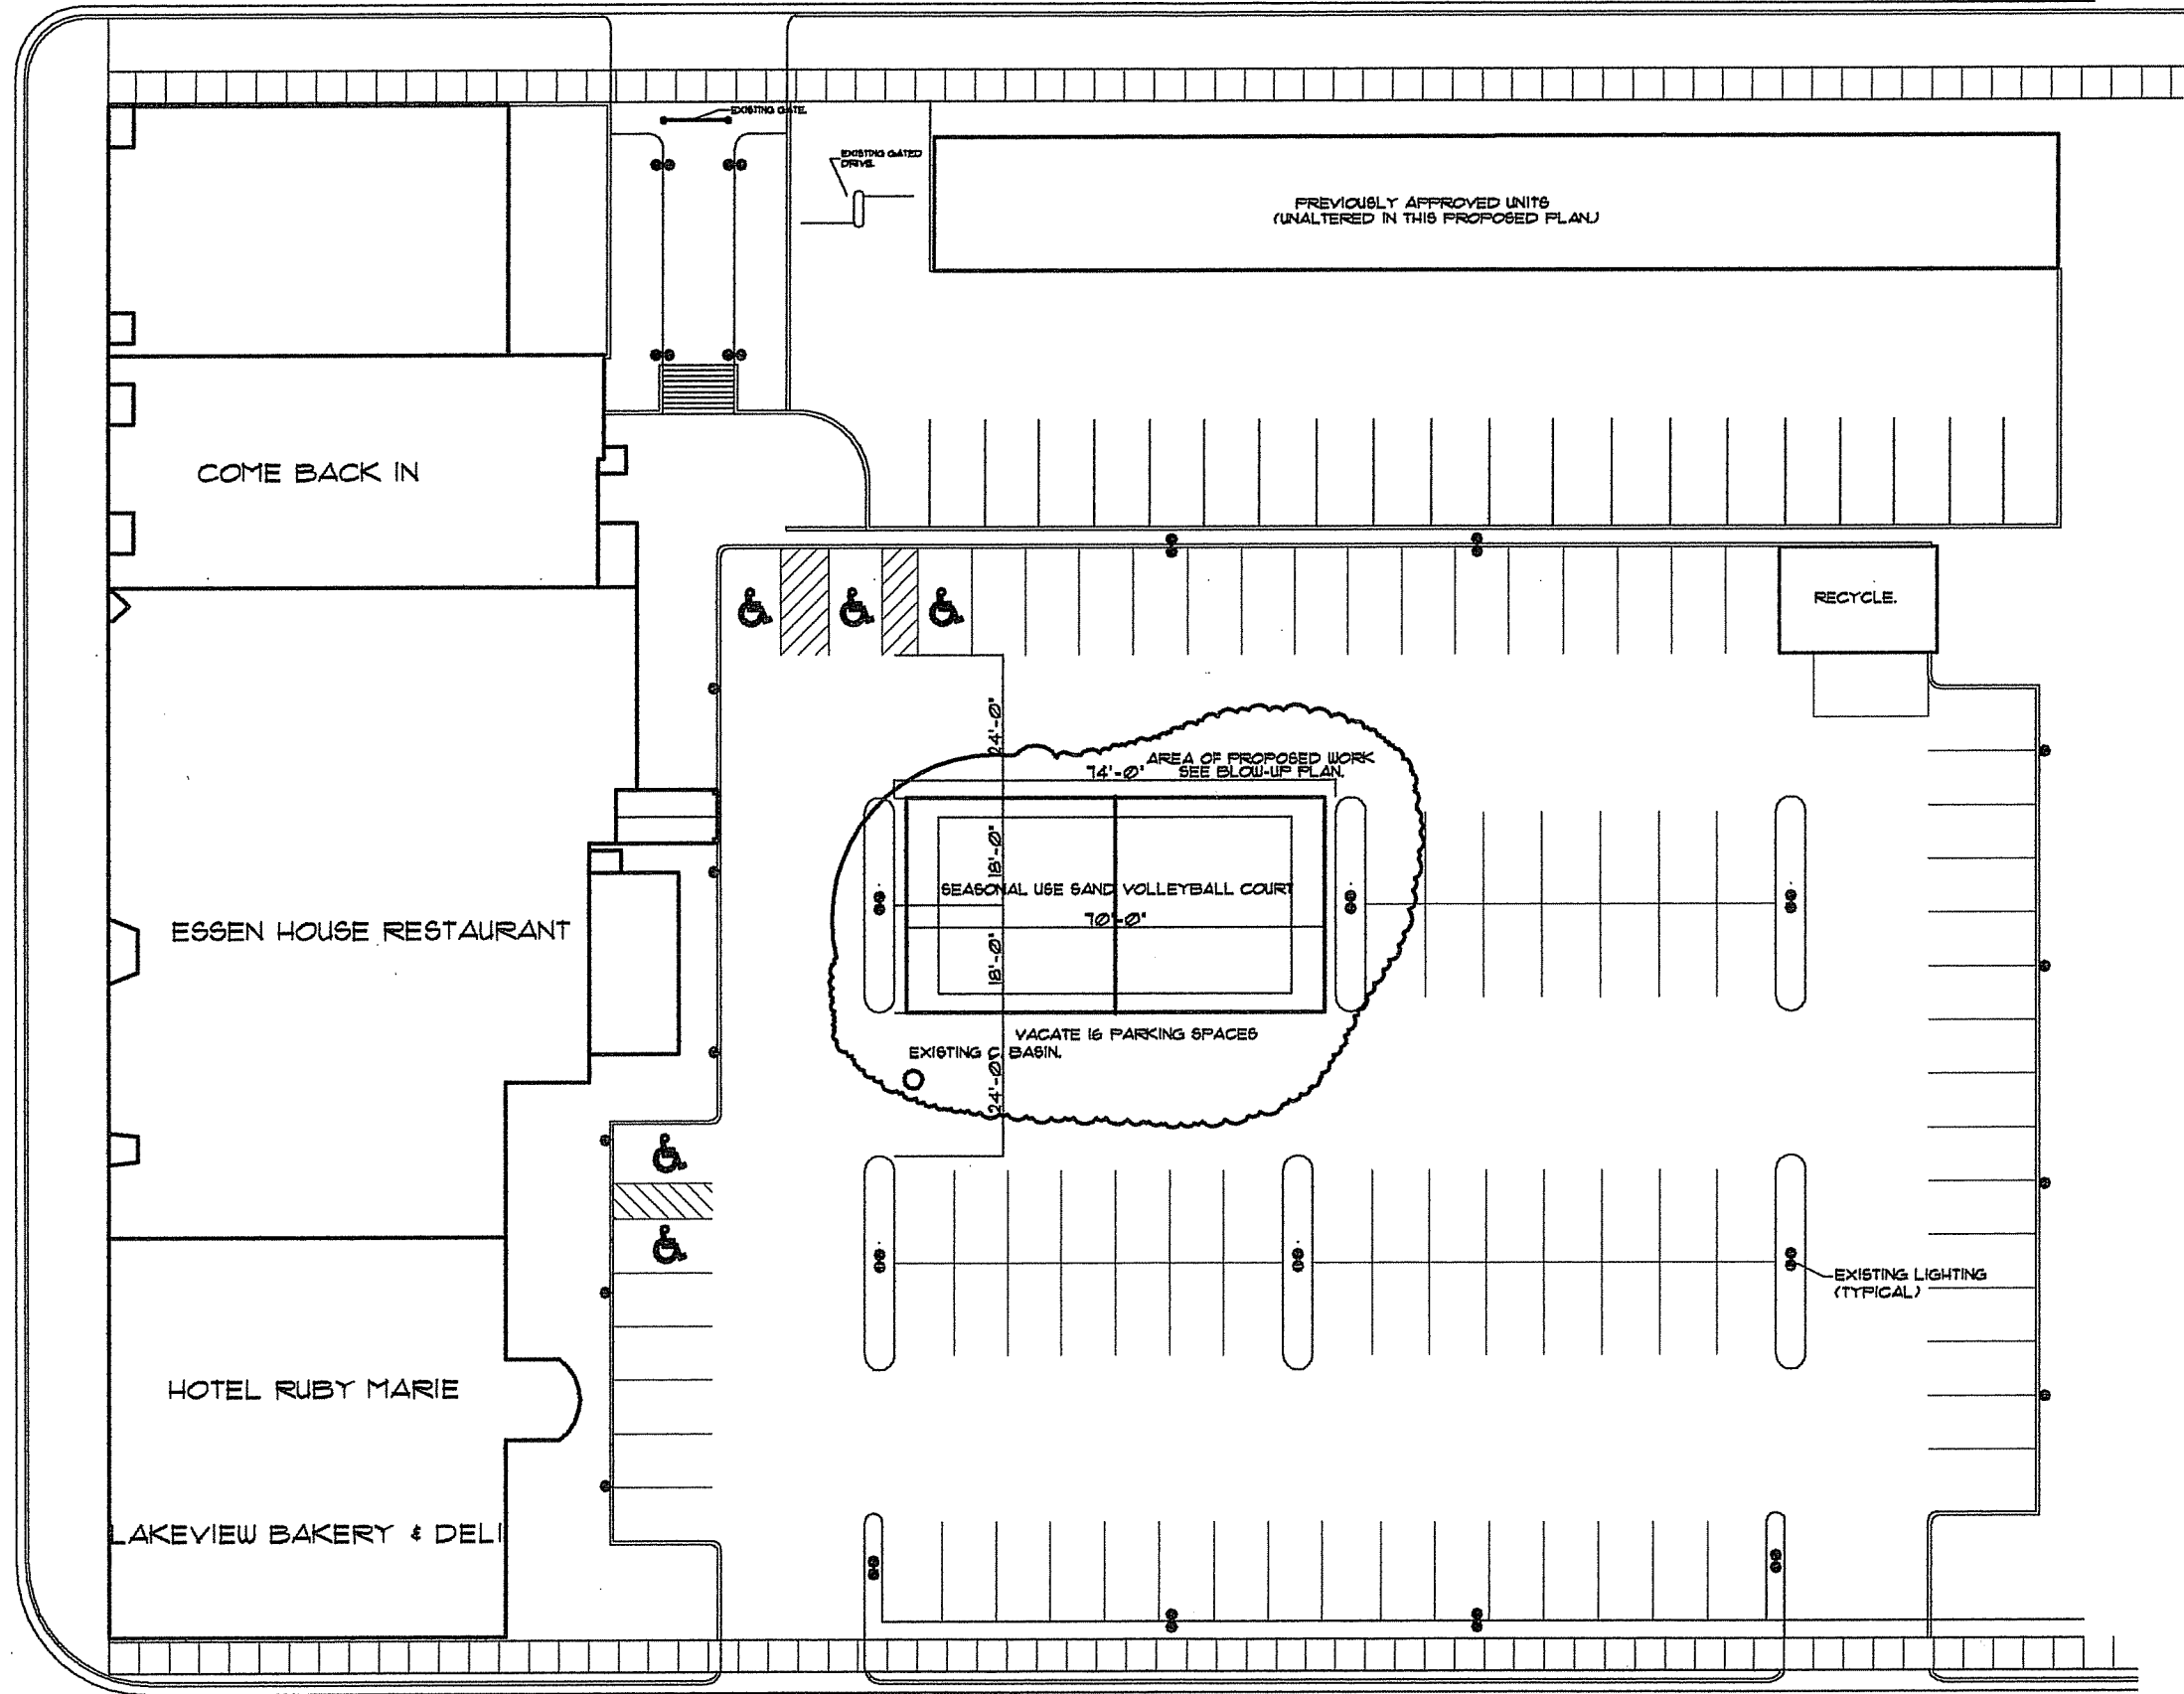 EXISTING GATE.
EXISTING GATED
DRIVE.
PREVIOUSLY APPROVED UNITS
(UNALTERED IN THIS PROPOSED PLAN.)
COME BACK IN
RECYCLE.
24'-0"
AREA OF PROPOSED WORK
SEE BLOW-UP PLAN.
74'-0"
18'-0"
SEASONAL USE SAND VOLLEYBALL COURT
70'-0"
18'-0"
ESSEN HOUSE RESTAURANT
VACATE 16 PARKING SPACES
EXISTING C. BASIN.
24'-0"
EXISTING LIGHTING
(TYPICAL)
HOTEL RUBY MARIE
LAKEVIEW BAKERY & DELI